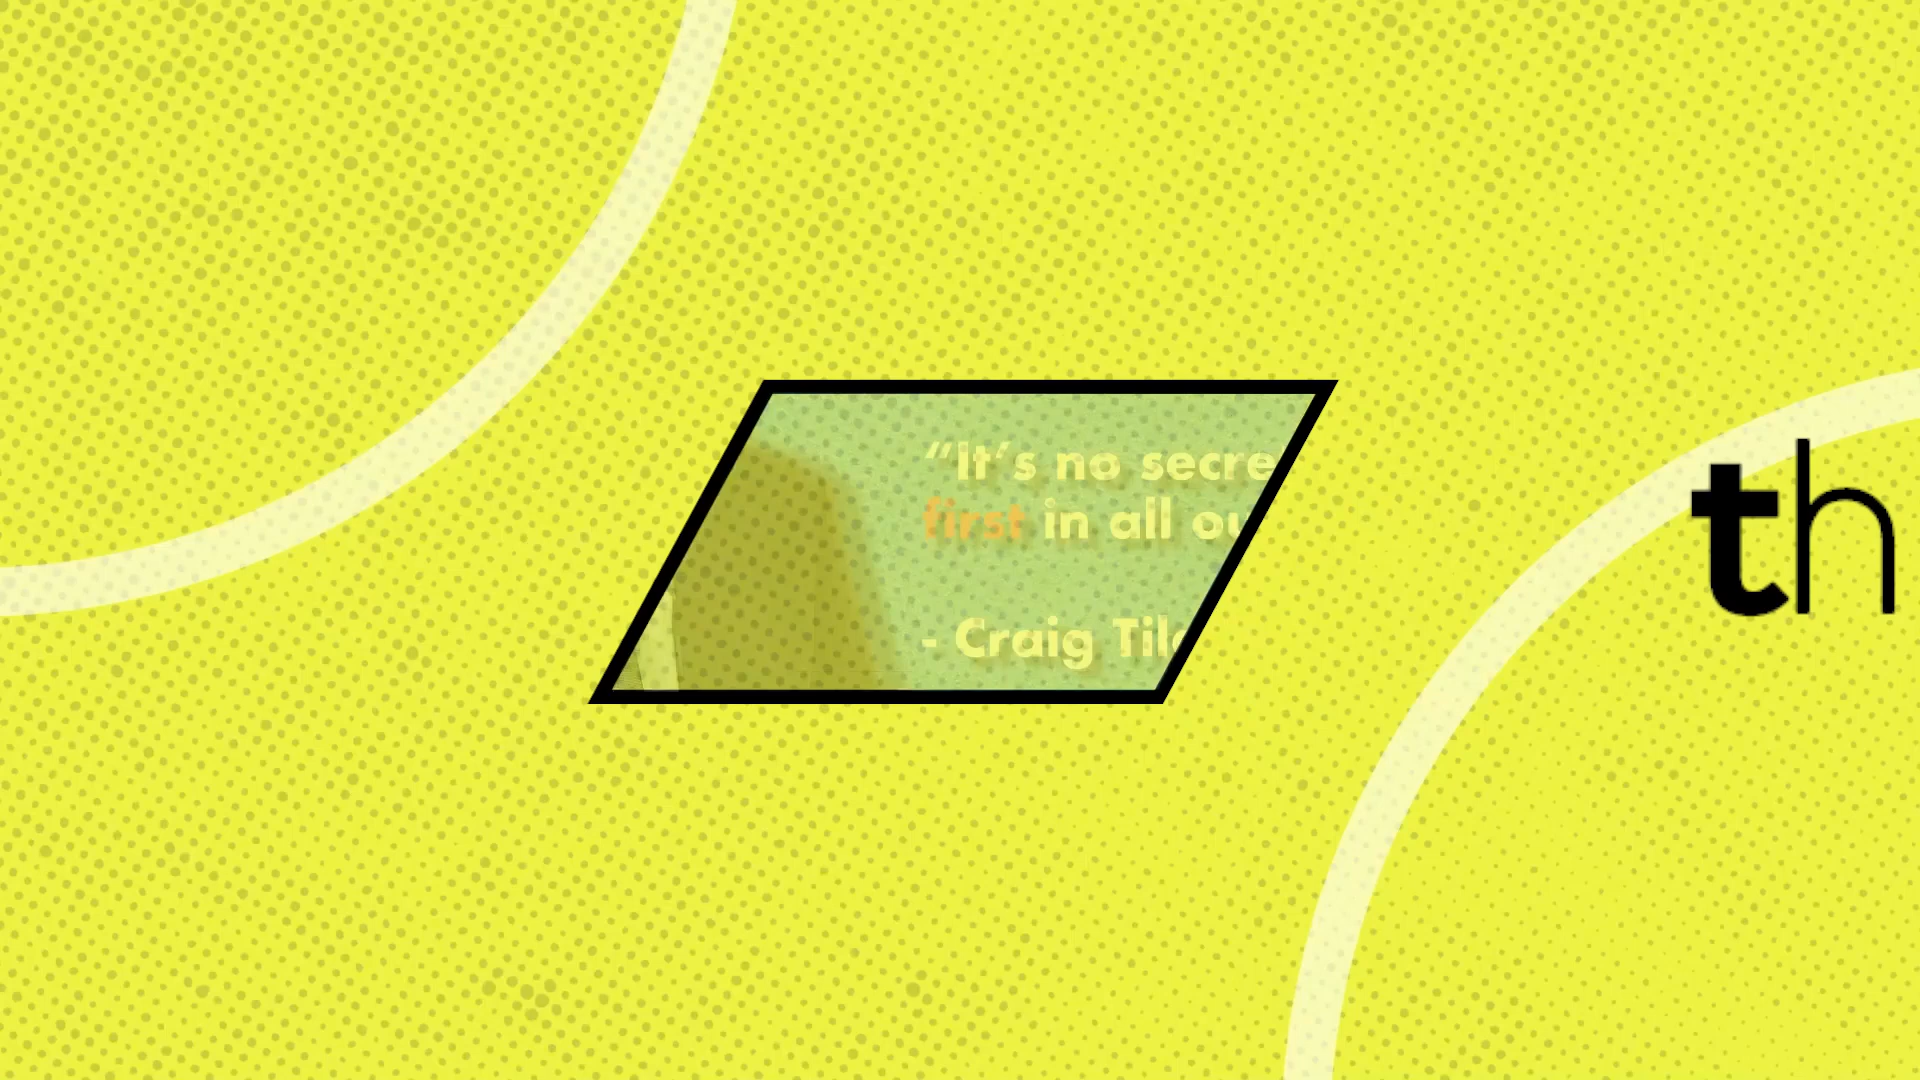 “It’s no secre
first in all ou
- Craig Til
th